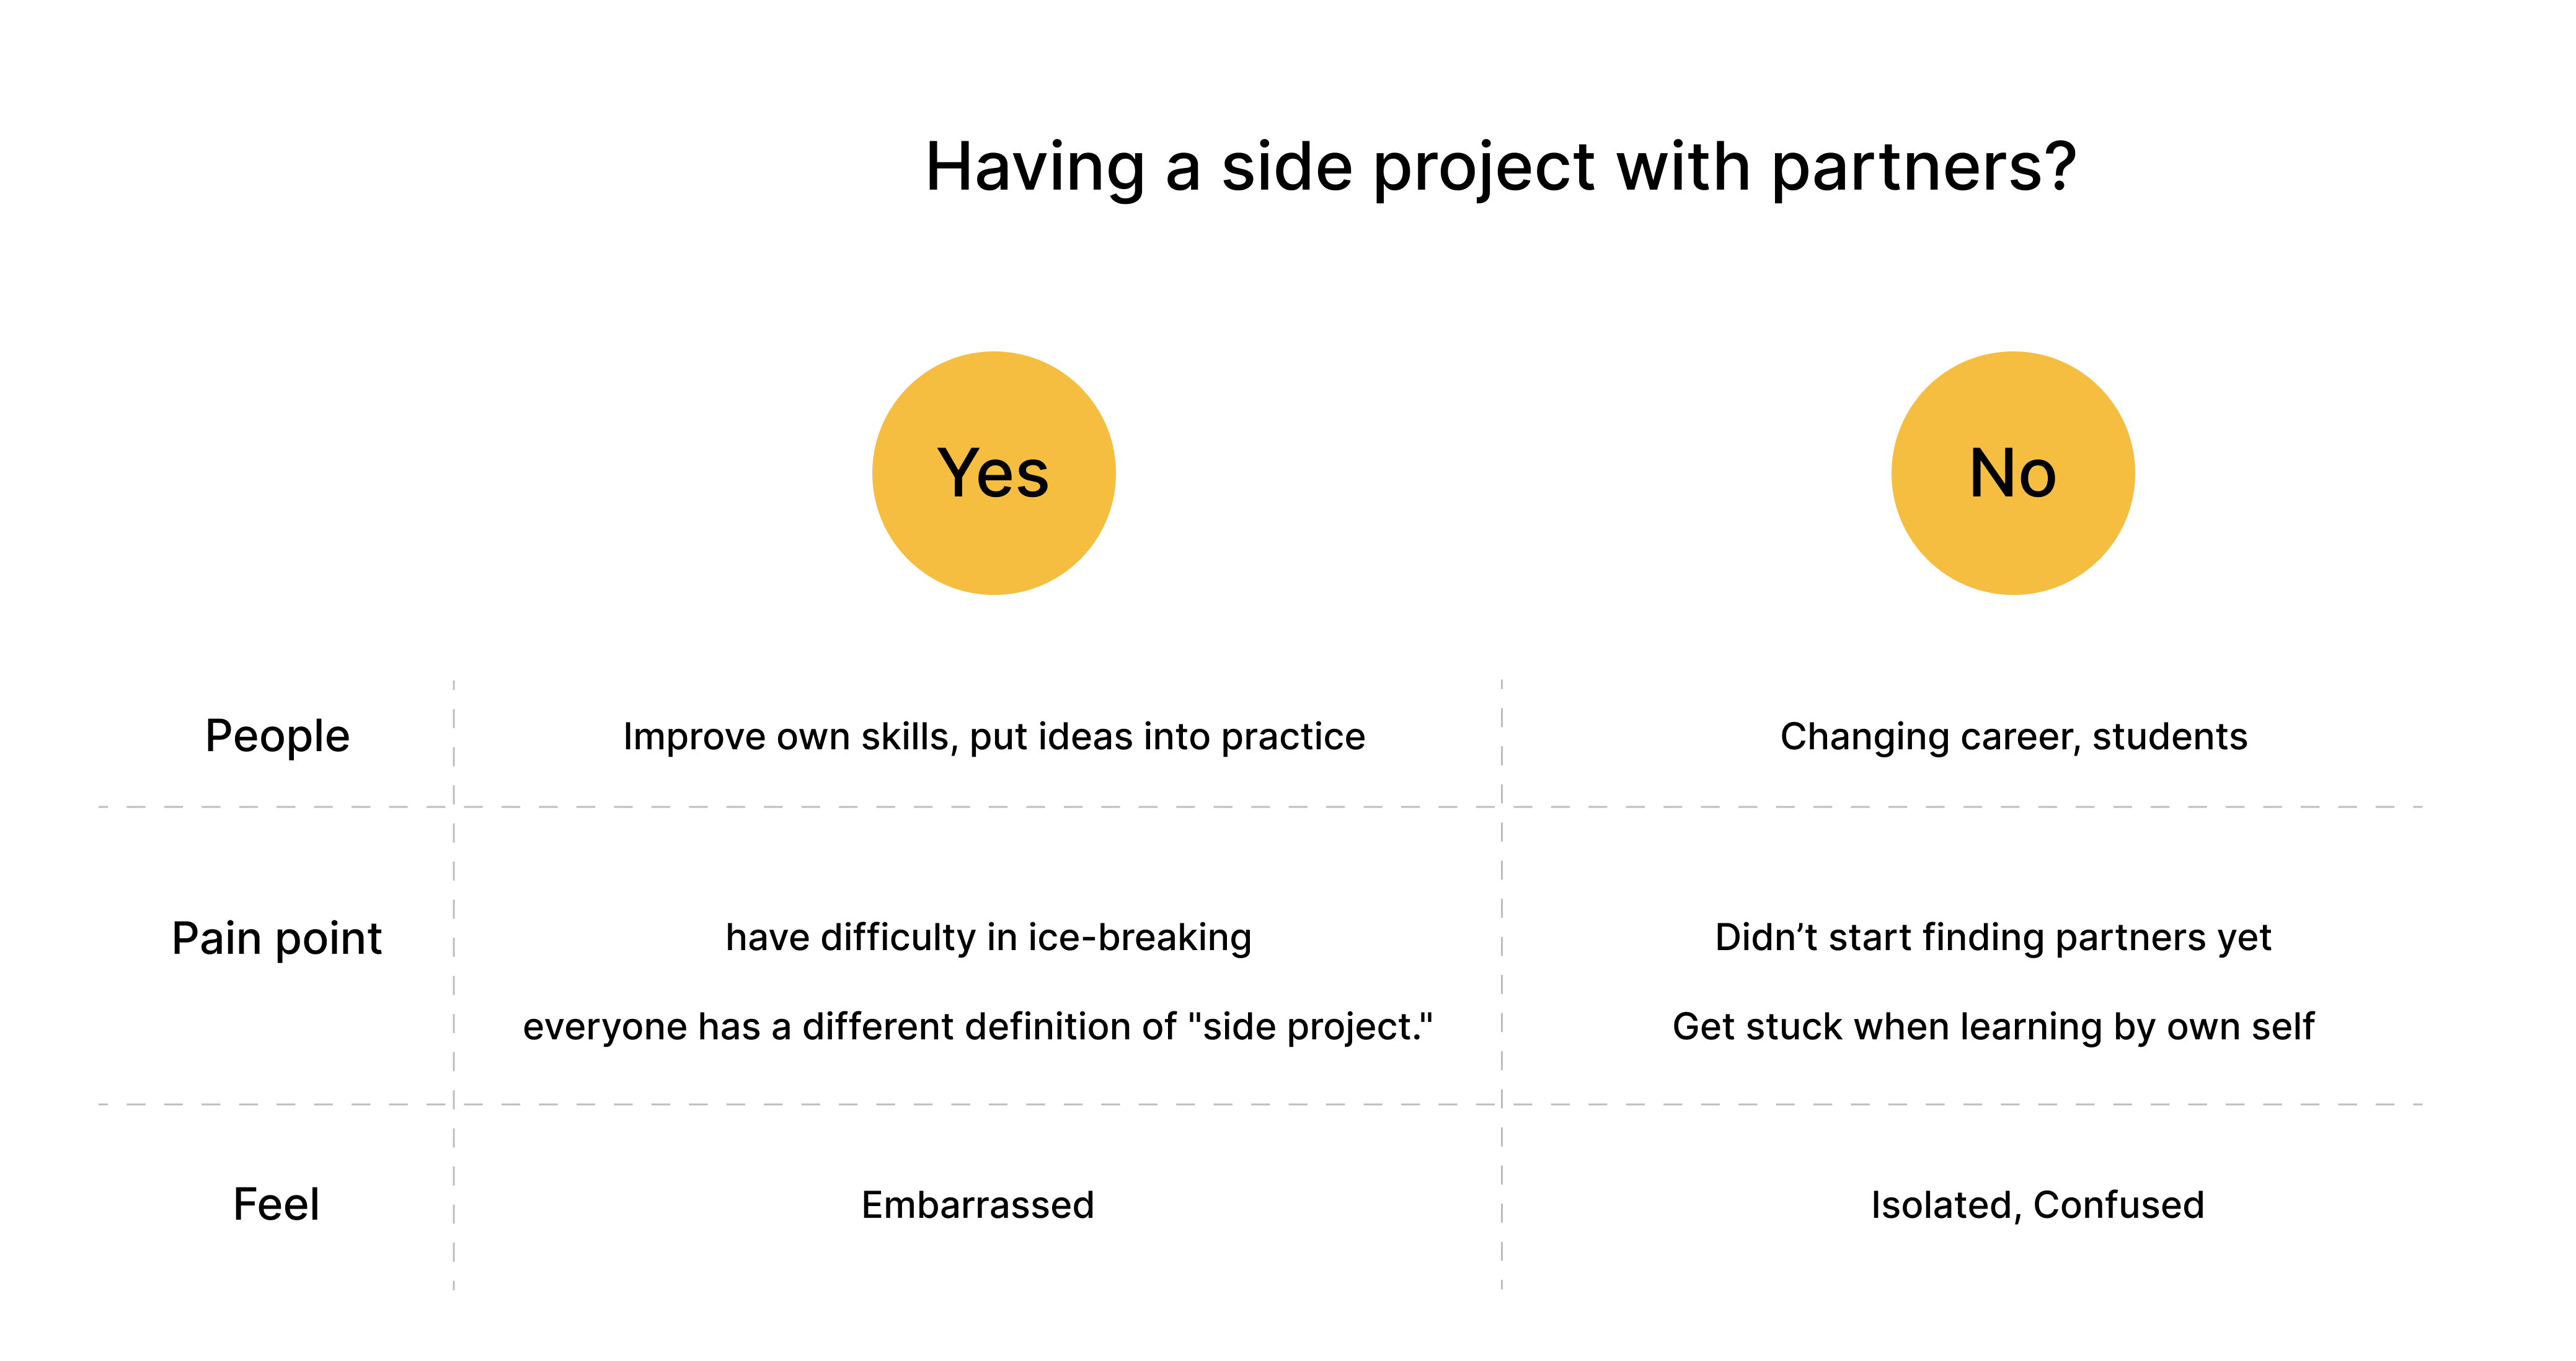 Having a side project with partners?
Yes
No
People
Improve own skills, put ideas into practice
Changing career, students
Pain point
have difficulty in ice-breaking
Didn’t start finding partners yet
everyone has a different definition of "side project."
Get stuck when learning by own self
Feel
Embarrassed
Isolated, Confused